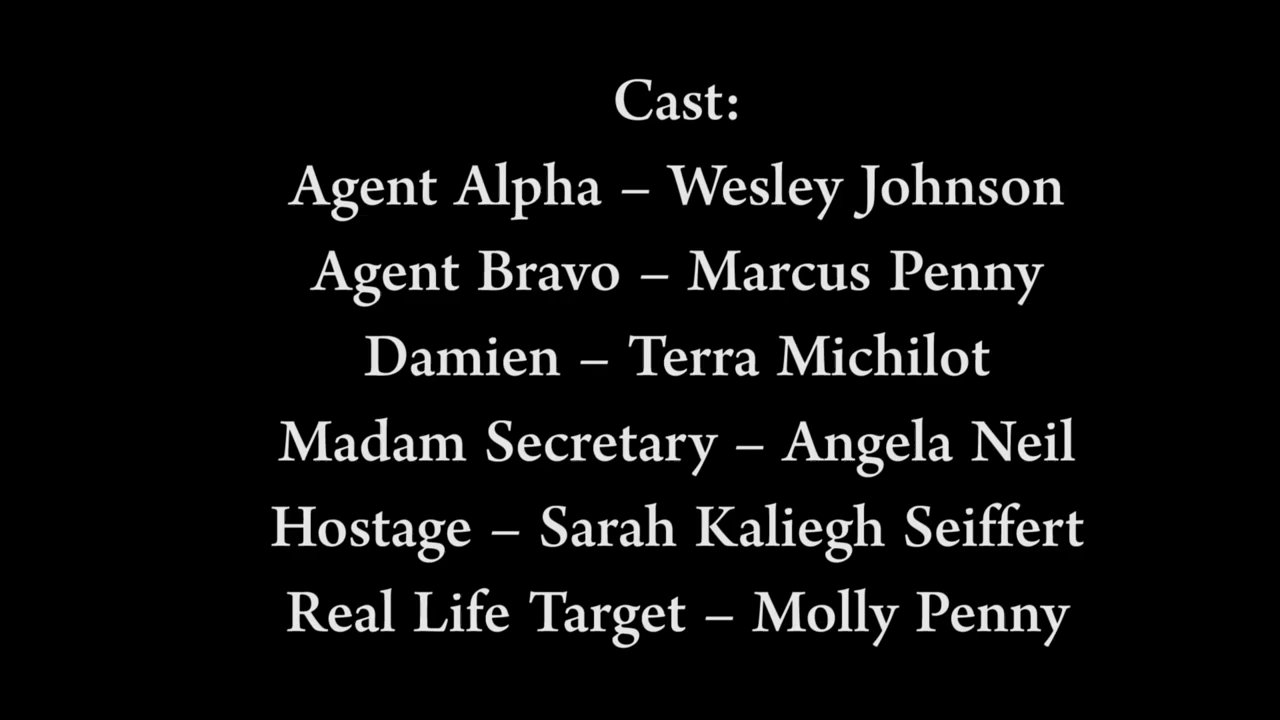 Cast:
Agent Alpha – Wesley Johnson
Agent Bravo – Marcus Penny
Damien – Terra Michilot
Madam Secretary – Angela Neil
Hostage – Sarah Kaliegh Seiffert
Real Life Target – Molly Penny